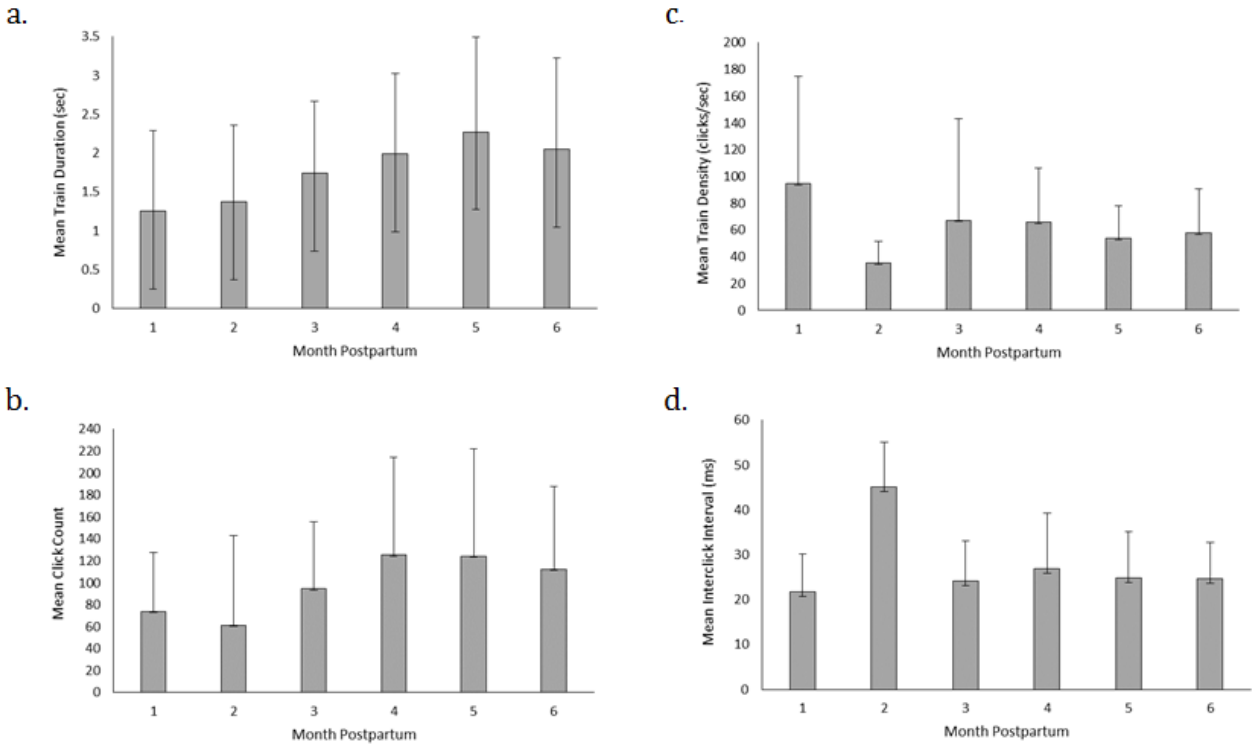 a.
3.5
3
2.5
2
1.5
1
0.5
0
Mean Train Duration (sec)
1 2 3 4 5 6
Month Postpartum
b.
240
220
200
180
160
140
120
100
80
60
40
20
0
Mean Click Count
1 2 3 4 5 6
Month Postpartum
c.
200
180
160
140
120
100
80
60
40
20
0
Mean Train Density (clicks/sec)
1 2 3 4 5 6
Month Postpartum
d.
60
50
40
30
20
10
0
Mean Interclick Interval (ms)
1 2 3 4 5 6
Month Postpartum